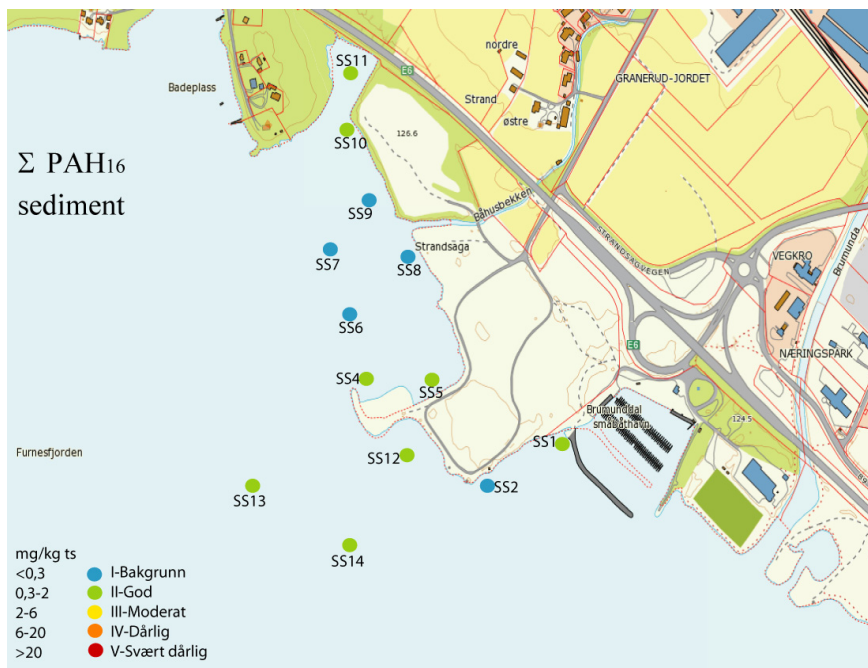 nordre
SS11
E6
GRANERUD-JORDET
Badeplass
Strand
østre
126.6
SS10
Σ PAH16
sediment
SS9
Båhusbekken
STRANDSAGVEGEN
Brumunda
Strandsaga
SS7
SS8
VEGKRO
SS6
E6
NÆRINGSPARK
SS4
SS5
Brumunddal
småbåthavn
124.5
SS1
Furnesfjorden
SS12
SS13
SS2
SS14
mg/kg ts
<0,3 I-Bakgrunn
0,3-2 II-God
2-6 III-Moderat
6-20 IV-Dårlig
>20 V-Svært dårlig